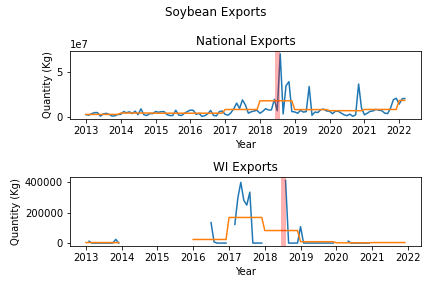 Soybean Exports
National Exports
1e7
Quantity (Kg)
5
0
2013 2014 2015 2016 2017 2018 2019 2020 2021 2022
Year
WI Exports
Quantity (Kg)
400000
200000
0
2013 2014 2015 2016 2017 2018 2019 2020 2021 2022
Year